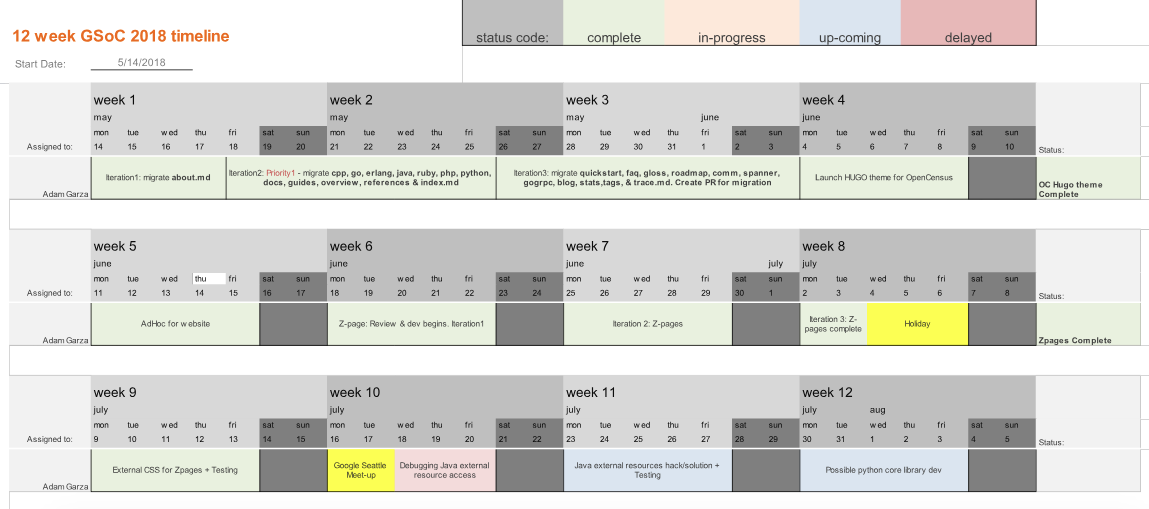 12 week GSoC 2018 timeline
status code: complete in-progress up-coming delayed
Start Date: 5/14/2018
week 1 week 2 week 3 week 4
may may may june june
mon tue wed thu fri sat sun mon tue wed thu fri sat sun mon tue wed thu fri sat sun mon tue wed thu fri sat sun
Assigned to: 14 15 16 17 18 19 20 21 22 23 24 25 26 27 28 29 30 31 1 2 3 4 5 6 7 8 9 10 Status:
Iteration1: migrate about.md
Iteration2: Priority1 - migrate cpp, go, erlang, java, ruby, php, python,
docs, guides, overview, references & index.md
Iteration3: migrate quickstart, faq, gloss, roadmap, comm, spanner,
gogrpc, blog, stats,tags, & trace.md. Create PR for migration
Launch HUGO theme for OpenCensus
Adam Garza
OC Hugo theme
Complete
week 5 week 6 week 7 week 8
june june june july july
mon tue wed thu fri sat sun mon tue wed thu fri sat sun mon tue wed thu fri sat sun mon tue wed thu fri sat sun
Assigned to: 11 12 13 14 15 16 17 18 19 20 21 22 23 24 25 26 27 28 29 30 1 2 3 4 5 6 7 8 Status:
AdHoc for website
Z-page: Review & dev begins. Iteration1
Iteration 2: Z-pages
Iteration 3: Z-
pages complete
Holiday
Adam Garza
Zpages Complete
week 9 week 10 week 11 week 12
july july july july aug
mon tue wed thu fri sat sun mon tue wed thu fri sat sun mon tue wed thu fri sat sun mon tue wed thu fri sat sun
Assigned to: 9 10 11 12 13 14 15 16 17 18 19 20 21 22 23 24 25 26 27 28 29 30 31 1 2 3 4 5 Status:
External CSS for Zpages + Testing
Google Seattle
Meet-up
Debugging Java external
resource access
Java external resources hack/solution +
Testing
Possible python core library dev
Adam Garza